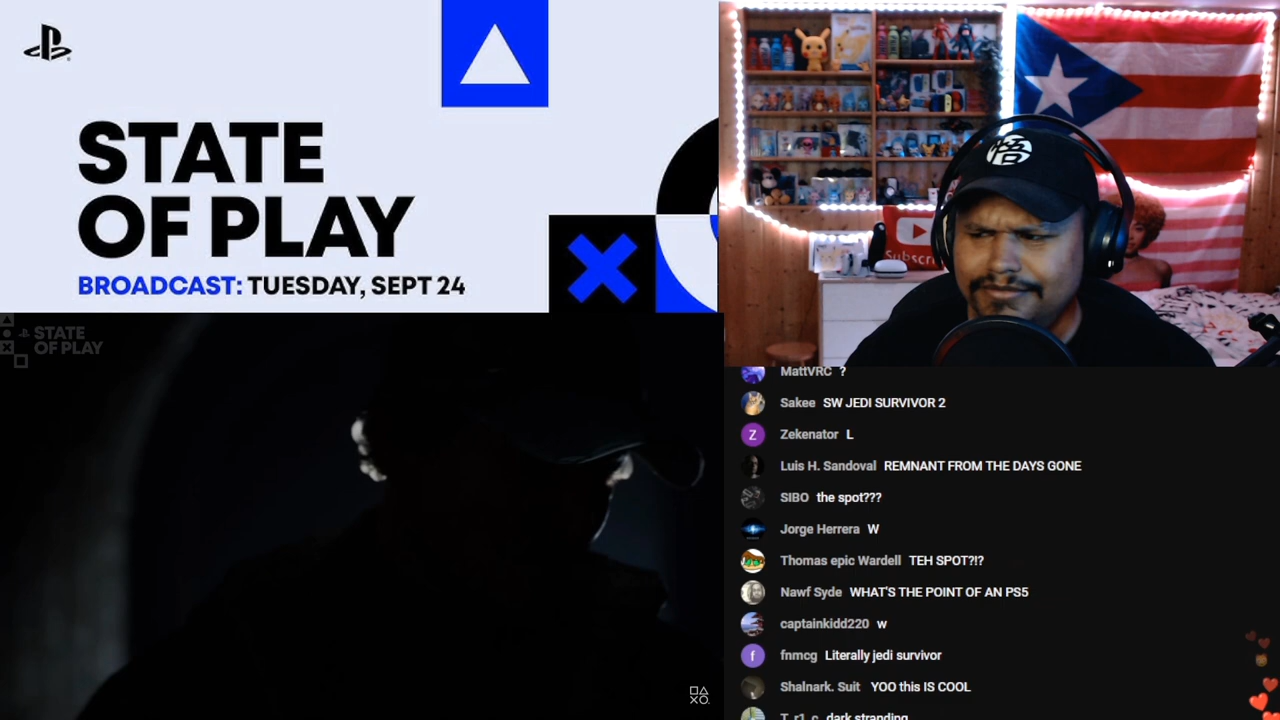 STATE
OF PLAY
BROADCAST: TUESDAY, SEPT 24
STATE
OF PLAY
Subscri
MattVRC ?
Sakee SW JEDI SURVIVOR 2
Z Zekenator L
Luis H. Sandoval REMNANT FROM THE DAYS GONE
SIBO the spot???
Jorge Herrera W
Thomas epic Wardell TEH SPOT?!?
Nawf Syde WHAT'S THE POINT OF AN PS5
captainkidd220 w
f fnmcg Literally jedi survivor
Shalnark. Suit YOO this IS COOL
T_r1_c dark stranding